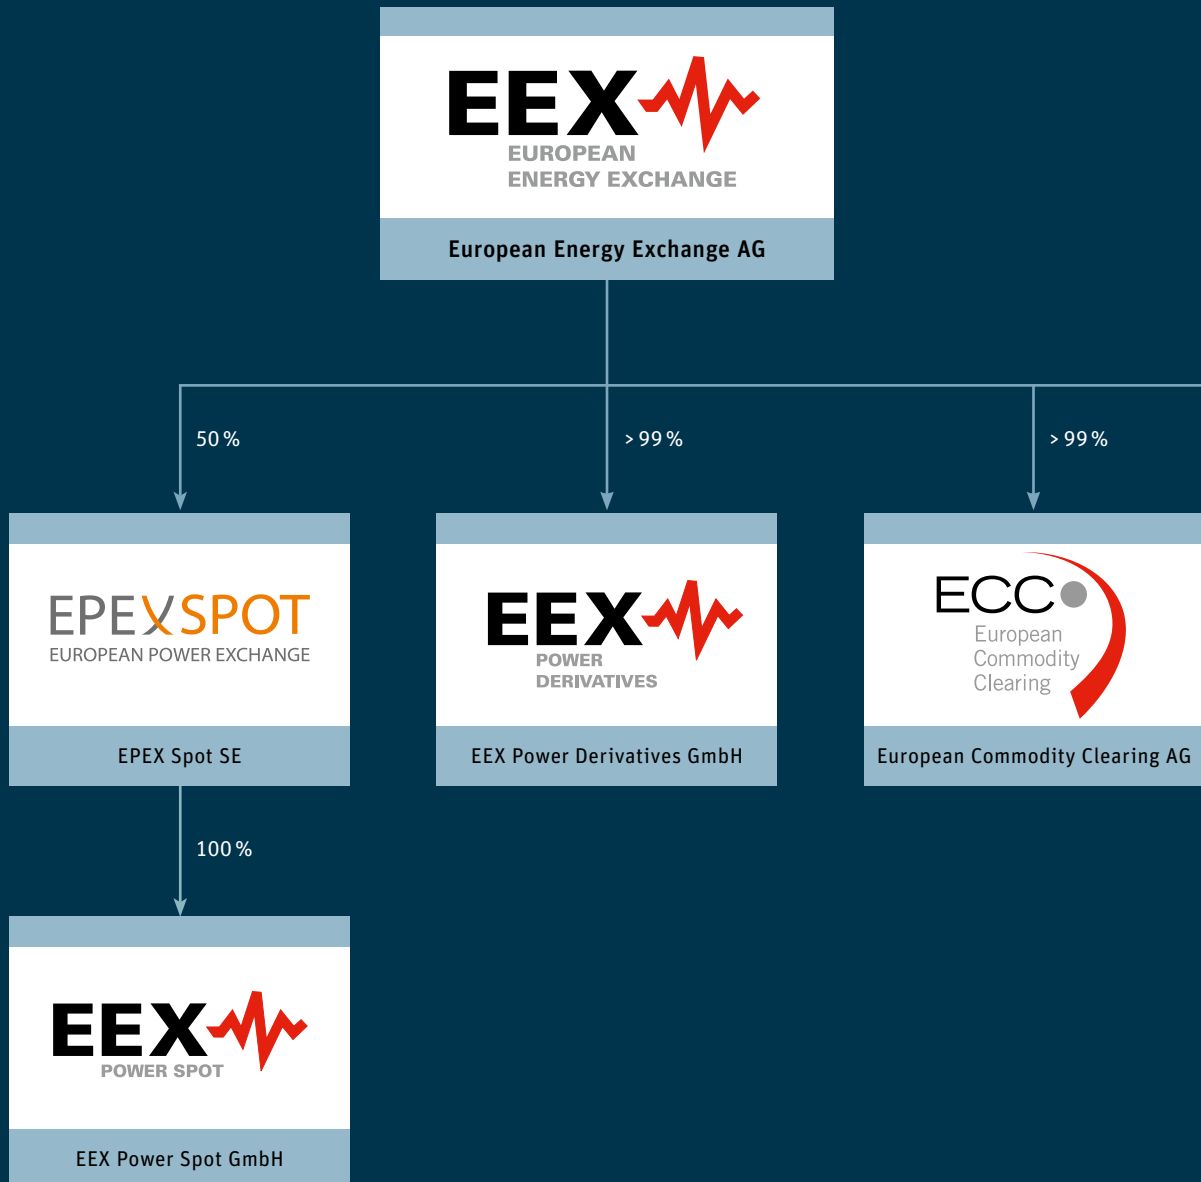 EEX
EUROPEAN
ENERGY EXCHANGE
European Energy Exchange AG
50 %
> 99 %
> 99 %
EPEXSPOT
EUROPEAN POWER EXCHANGE
EPEX Spot SE
EEX
POWER
DERIVATIVES
EEX Power Derivatives GmbH
ECC
European
Commodity
Clearing
European Commodity Clearing AG
100 %
EEX
POWER SPOT
EEX Power Spot GmbH